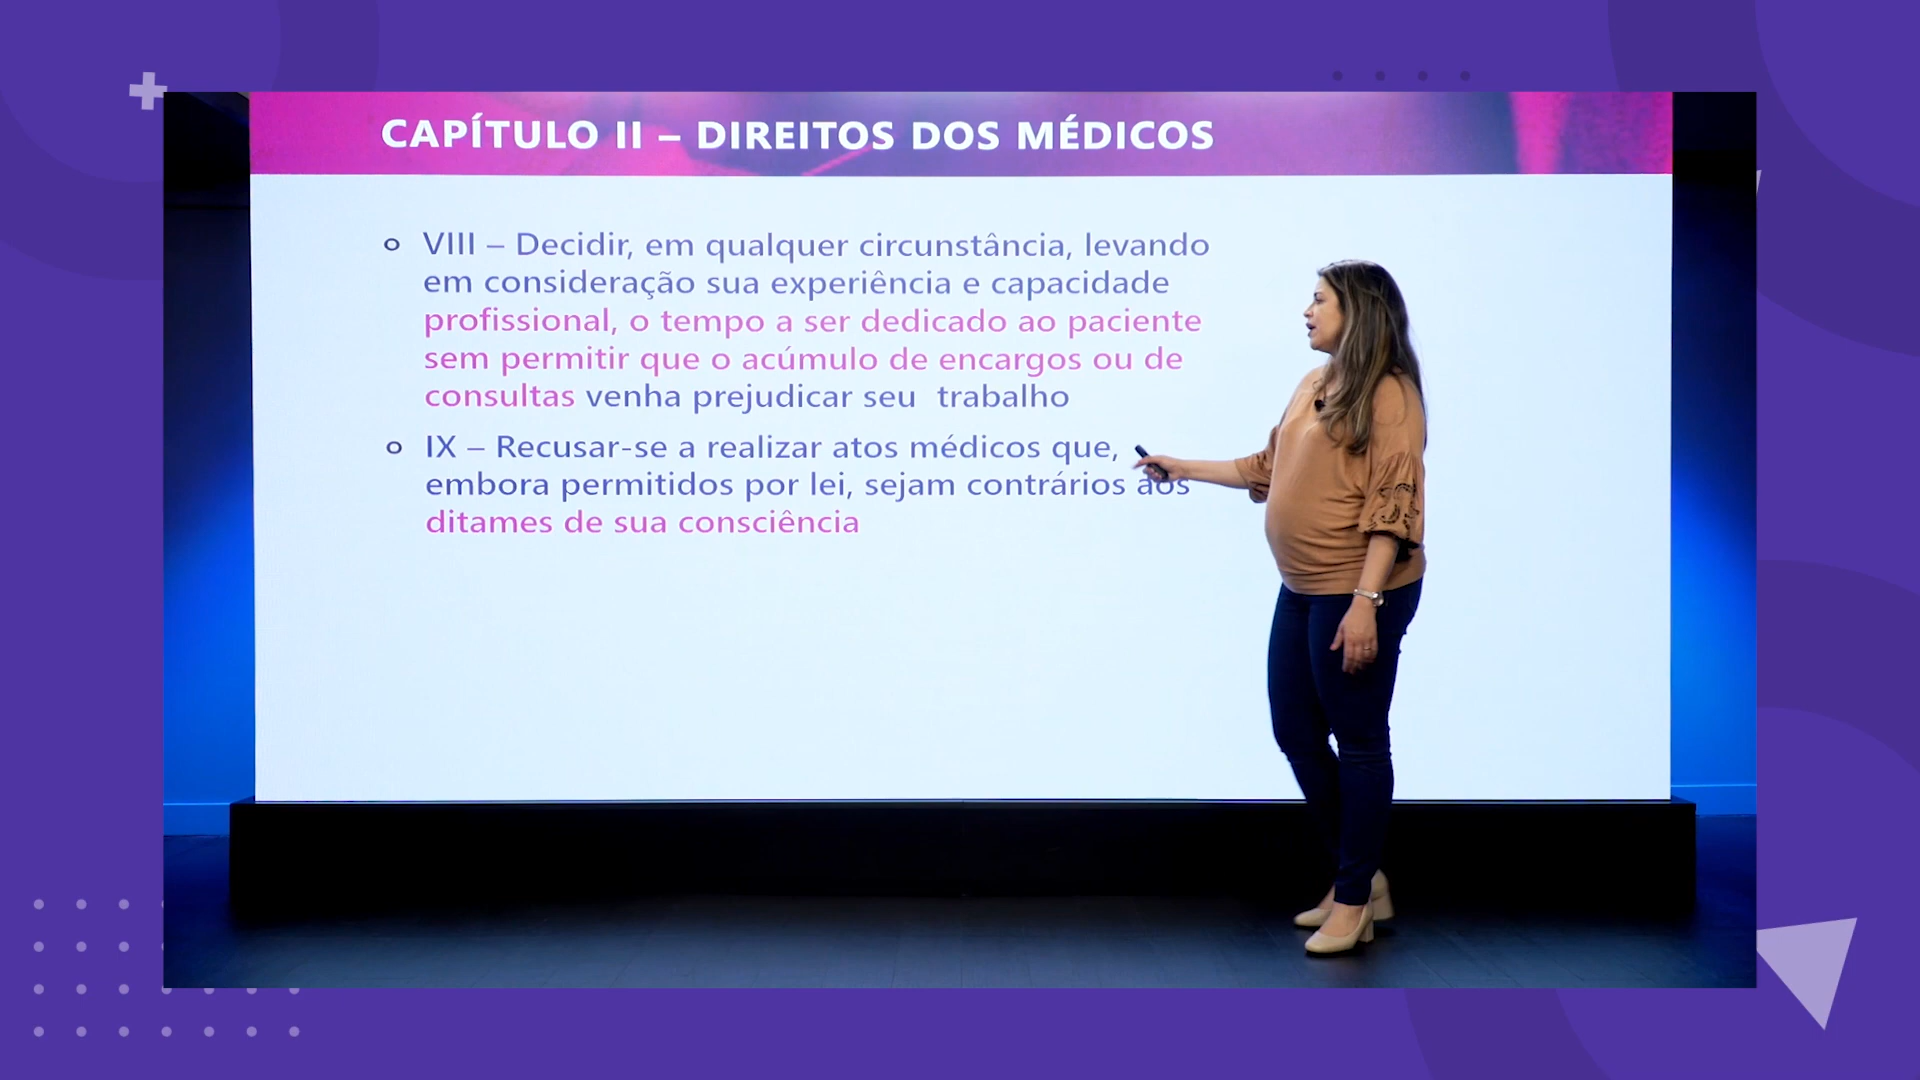 CAPÍTULO II – DIREITOS DOS MÉDICOS
VIII – Decidir, em qualquer circunstância, levando
em consideração sua experiência e capacidade
profissional, o tempo a ser dedicado ao paciente
sem permitir que o acúmulo de encargos ou de
consultas venha prejudicar seu trabalho
IX – Recusar-se a realizar atos médicos que,
embora permitidos por lei, sejam contrários aos
ditames de sua consciência